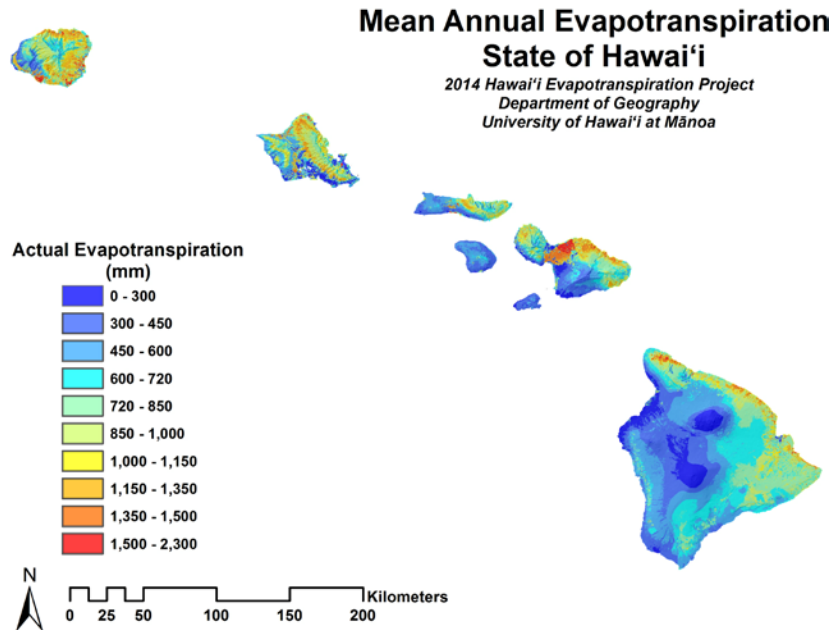 Mean Annual Evapotranspiration
State of Hawaiʻi
2014 Hawaiʻi Evapotranspiration Project
Department of Geography
University of Hawaiʻi at Mānoa
Actual Evapotranspiration
(mm)
0 - 300
300 - 450
450 - 600
600 - 720
720 - 850
850 - 1,000
1,000 - 1,150
1,150 - 1,350
1,350 - 1,500
1,500 - 2,300
N
Kilometers
0 25 50 100 150 200